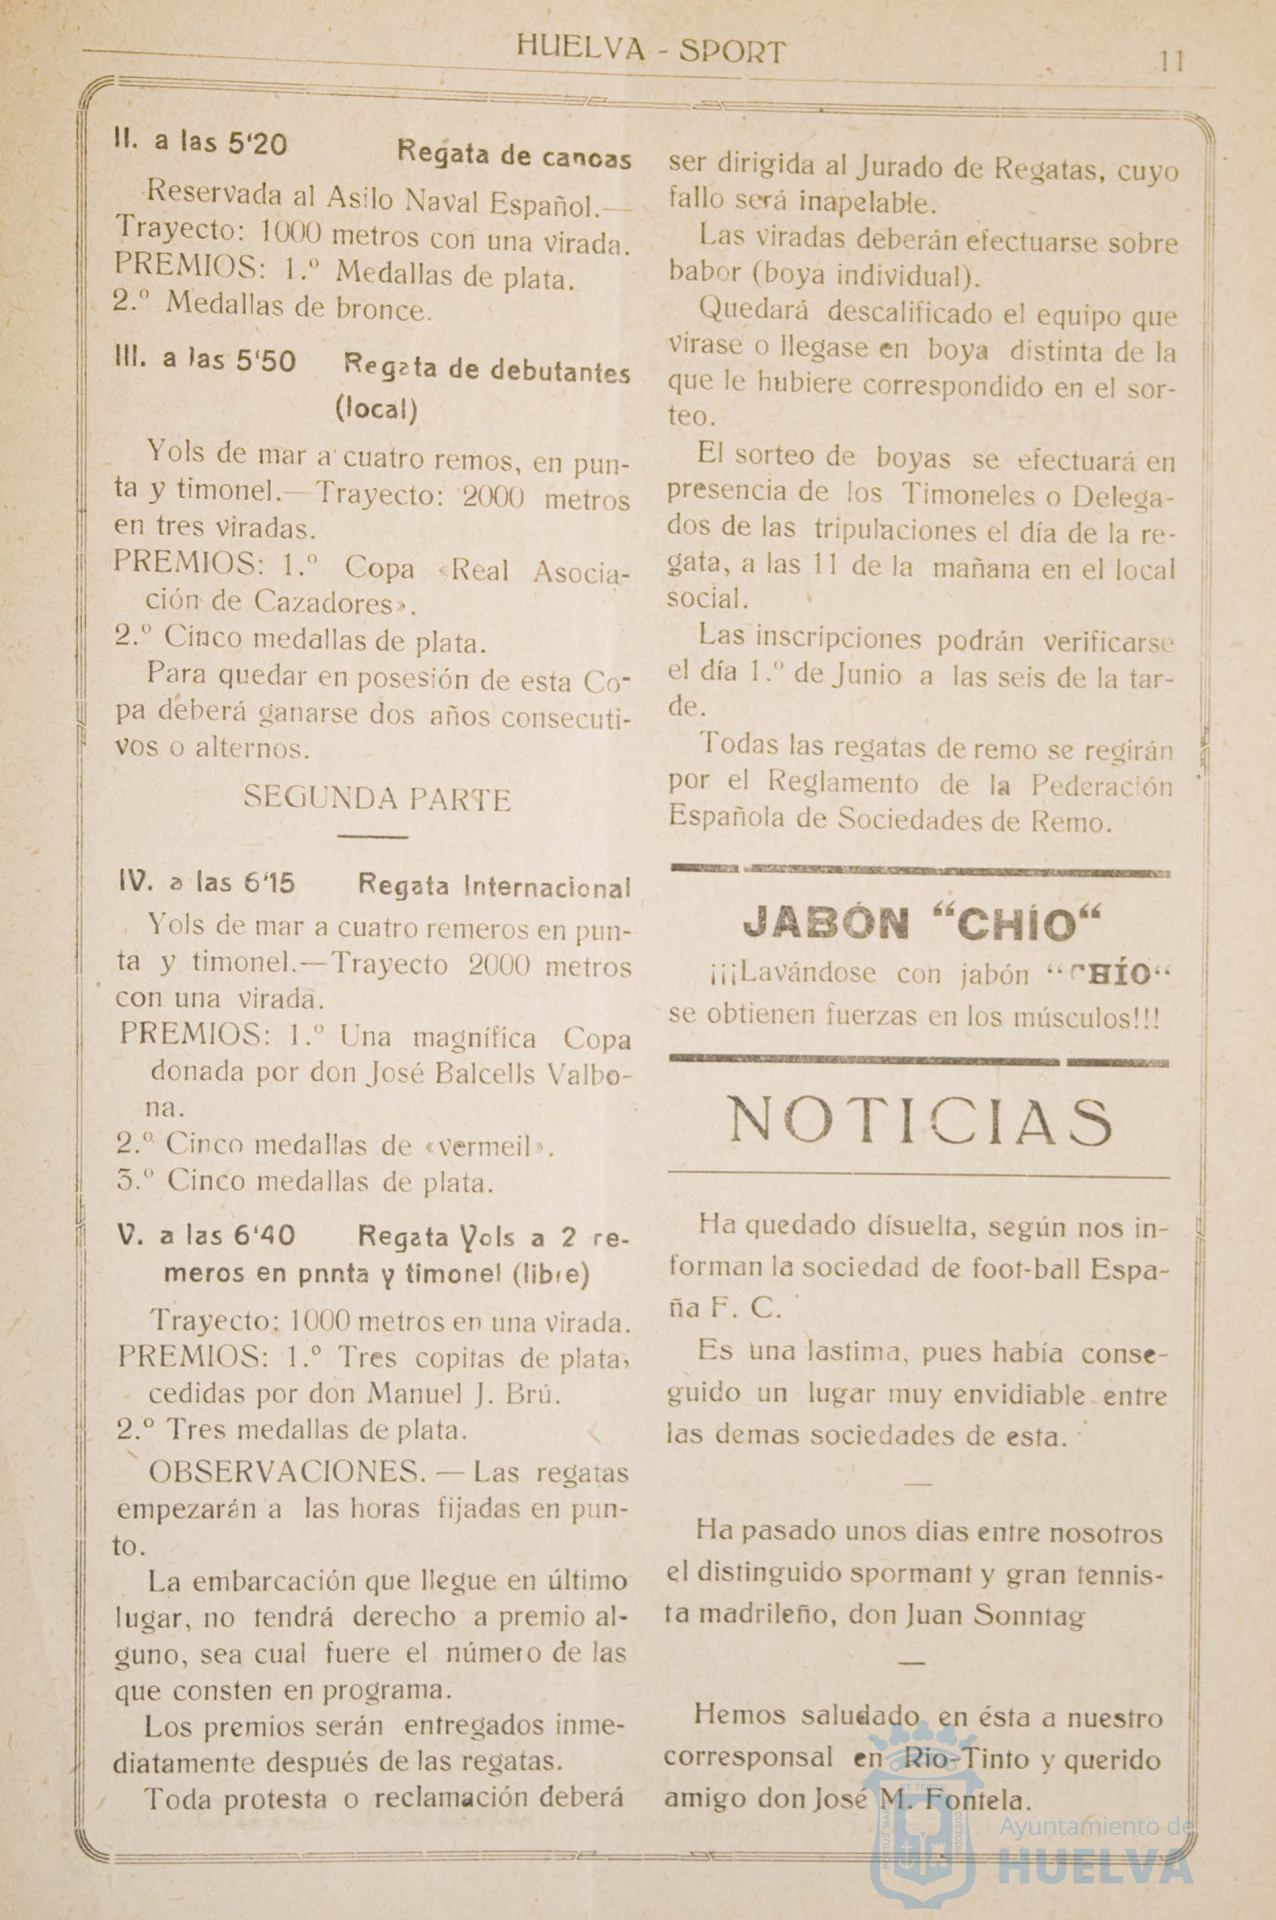 HUELVA - SPORT
11
II. a las 5'20 Regata de canoas
Reservada al Asilo Naval Español.—
Trayecto: 1000 metros con una virada.
PREMIOS: 1.º Medallas de plata.
2.º Medallas de bronce.
III. a las 5'50 Regata de debutantes
(local)
Yols de mar a cuatro remos, en pun-
ta y timonel.—Trayecto: 2000 metros
en tres viradas.
PREMIOS: 1.º Copa «Real Asocia-
ción de Cazadores».
2.º Cinco medallas de plata.
Para quedar en posesión de esta Co-
pa deberá ganarse dos años consecuti-
vos o alternos.
SEGUNDA PARTE
IV. a las 6'15 Regata Internacional
Yols de mar a cuatro remeros en pun-
ta y timonel.—Trayecto 2000 metros
con una virada.
PREMIOS: 1.º Una magnífica Copa
donada por don José Balcells Valbo-
na.
2.º Cinco medallas de «vermeil».
3.º Cinco medallas de plata.
V. a las 6'40 Regata Yols a 2 re-
meros en pnnta y timonel (libre)
Trayecto: 1000 metros en una virada.
PREMIOS: 1.º Tres copitas de plata,
cedidas por don Manuel J. Brú.
2.º Tres medallas de plata.
OBSERVACIONES. — Las regatas
empezarán a las horas fijadas en pun-
to.
La embarcación que llegue en último
lugar, no tendrá derecho a premio al-
guno, sea cual fuere el número de las
que consten en programa.
Los premios serán entregados inme-
diatamente después de las regatas.
Toda protesta o reclamación deberá
ser dirigida al Jurado de Regatas, cuyo
fallo será inapelable.
Las viradas deberán efectuarse sobre
babor (boya individual).
Quedará descalificado el equipo que
virase o llegase en boya distinta de la
que le hubiere correspondido en el sor-
teo.
El sorteo de boyas se efectuará en
presencia de los Timoneles o Delega-
dos de las tripulaciones el día de la re-
gata, a las 11 de la mañana en el local
social.
Las inscripciones podrán verificarse
el día 1.º de Junio a las seis de la tar-
de.
Todas las regatas de remo se regirán
por el Reglamento de la Pederación
Española de Sociedades de Remo.
JABÓN "CHÍO"
¡¡¡Lavándose con jabón "CHÍO"
se obtienen fuerzas en los músculos!!!
NOTICIAS
Ha quedado dísuelta, según nos in-
forman la sociedad de foot-ball Espa-
ña F. C.
Es una lastima, pues había conse-
guido un lugar muy envidiable entre
las demas sociedades de esta.
Ha pasado unos dias entre nosotros
el distinguido spormant y gran tennis-
ta madrileño, don Juan Sonntag
Hemos saludado en ésta a nuestro
corresponsal en Rio-Tinto y querido
amigo don José M. Fontela.
Ayuntamiento de
HUELVA